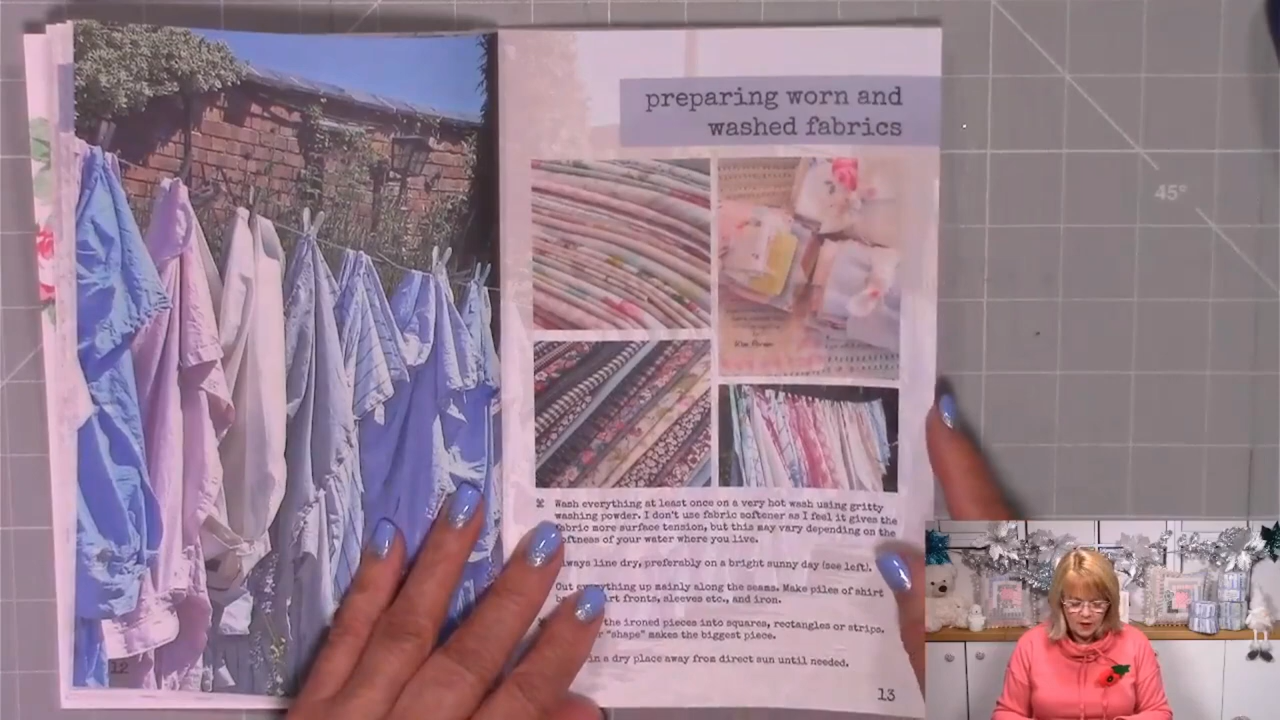 preparing worn and
washed fabrics
Wash everything at least once on a very hot wash using gritty
washing powder. I don't use fabric softener as I feel it gives the
fabric more surface tension, but this may vary depending on the
softness of your water where you live.
always line dry, preferably on a bright sunny day (see left).
Cut everything up mainly along the seams. Make piles of shirt
rt fronts, sleeves etc., and iron.
the ironed pieces into squares, rectangles or strips.
"shape" makes the biggest piece.
in a dry place away from direct sun until needed.
12
13
45°